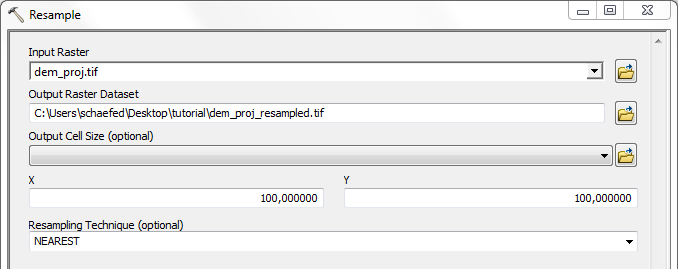 Resample
Input Raster
dem_proj.tif
Output Raster Dataset
C:\Users\schaefed\Desktop\tutorial\dem_proj_resampled.tif
Output Cell Size (optional)
X Y
100,000000 100,000000
Resampling Technique (optional)
NEAREST